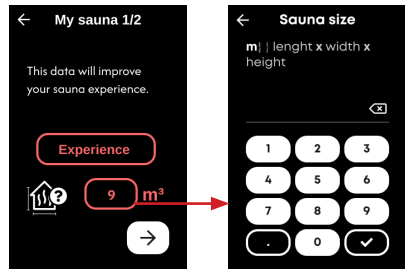 My sauna 1/2
This data will improve
your sauna experience.
Experience
9 m³
Sauna size
m¦¦ lenght x width x
height
1 2 3
4 5 6
7 8 9
. 0